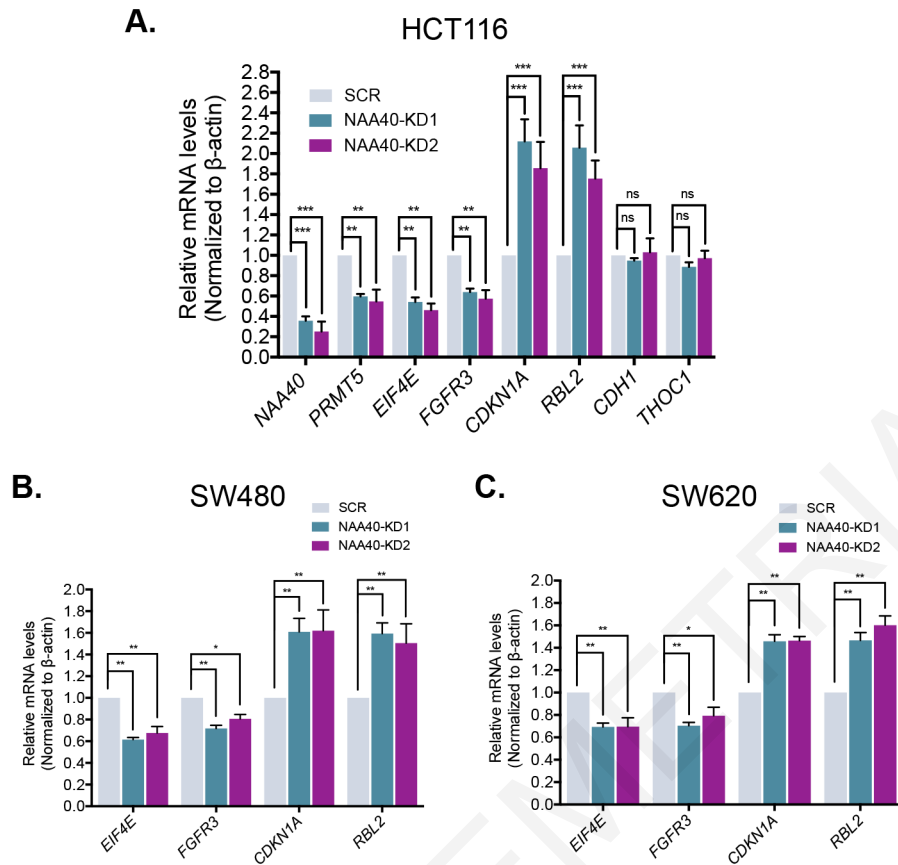 A.
HCT116
Relative mRNA levels
(Normalized to β-actin)
2.8
2.6
2.4
2.2
2.0
1.8
1.6
1.4
1.2
1.0
0.8
0.6
0.4
0.2
0.0
SCR
NAA40-KD1
NAA40-KD2
***
***
**
**
**
**
**
**
***
***
***
***
ns
ns
ns
ns
NAA40
PRMT5
EIF4E
FGFR3
CDKN1A
RBL2
CDH1
THOC1
B.
SW480
SCR
NAA40-KD1
NAA40-KD2
Relative mRNA levels
(Normalized to β-actin)
2.0
1.8
1.6
1.4
1.2
1.0
0.8
0.6
0.4
0.2
0.0
**
**
*
**
**
**
**
**
EIF4E
FGFR3
CDKN1A
RBL2
C.
SW620
SCR
NAA40-KD1
NAA40-KD2
Relative mRNA levels
(Normalized to β-actin)
2.0
1.8
1.6
1.4
1.2
1.0
0.8
0.6
0.4
0.2
0.0
**
**
*
**
**
**
**
**
EIF4E
FGFR3
CDKN1A
RBL2
EMETRIA